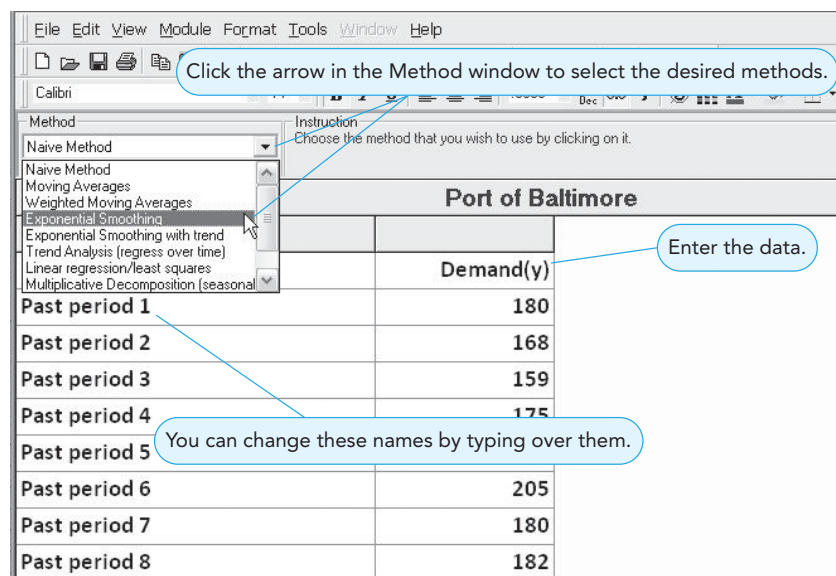 File Edit View Module Format Tools Window Help
Click the arrow in the Method window to select the desired methods.
Calibri
Dec
Method
Instruction
Naive Method
Choose the method that you wish to use by clicking on it.
Naive Method
Moving Averages
Weighted Moving Averages
Exponential Smoothing
Exponential Smoothing with trend
Trend Analysis (regress over time)
Linear regression/least squares
Multiplicative Decomposition (seasonal
Port of Baltimore
Enter the data.
Demand(y)
Past period 1 180
Past period 2 168
Past period 3 159
Past period 4 175
You can change these names by typing over them.
Past period 5
Past period 6 205
Past period 7 180
Past period 8 182